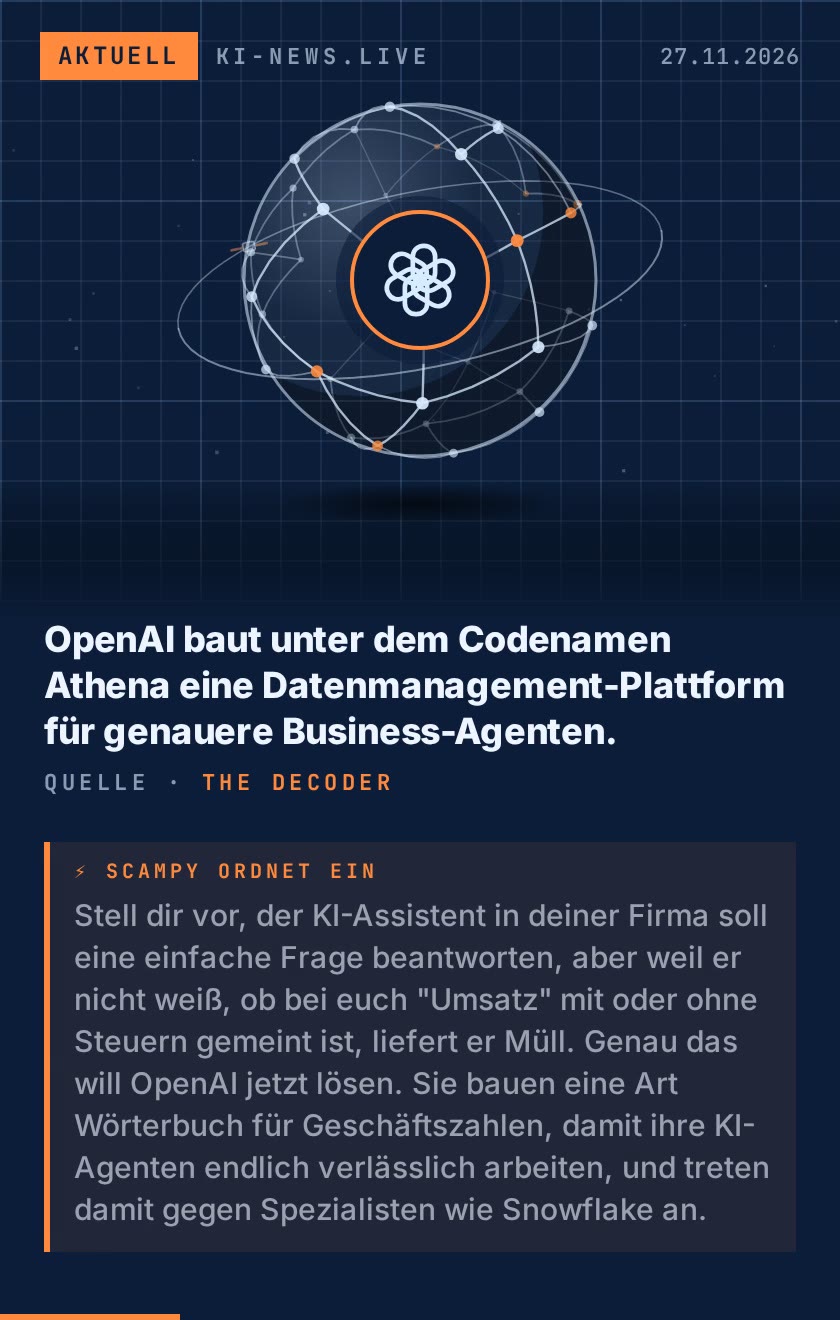 AKTUELL KI-NEWS.LIVE 27.11.2026
OpenAI baut unter dem Codenamen
Athena eine Datenmanagement-Plattform
für genauere Business-Agenten.
QUELLE · THE DECODER
⚡ SCAMPY ORDNET EIN
Stell dir vor, der KI-Assistent in deiner Firma soll
eine einfache Frage beantworten, aber weil er
nicht weiß, ob bei euch "Umsatz" mit oder ohne
Steuern gemeint ist, liefert er Müll. Genau das
will OpenAI jetzt lösen. Sie bauen eine Art
Wörterbuch für Geschäftszahlen, damit ihre KI-
Agenten endlich verlässlich arbeiten, und treten
damit gegen Spezialisten wie Snowflake an.